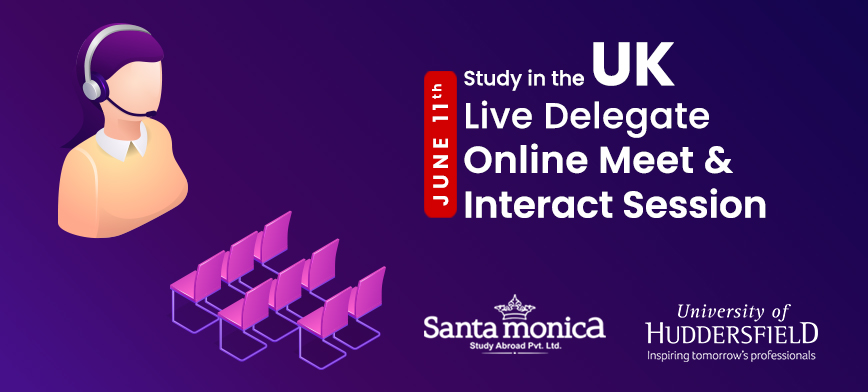 JUNE 11th
Study in the UK
Live Delegate
Online Meet &
Interact Session
Santa monica
Study Abroad Pvt. Ltd.
University of
HUDDERSFIELD
Inspiring tomorrow's professionals